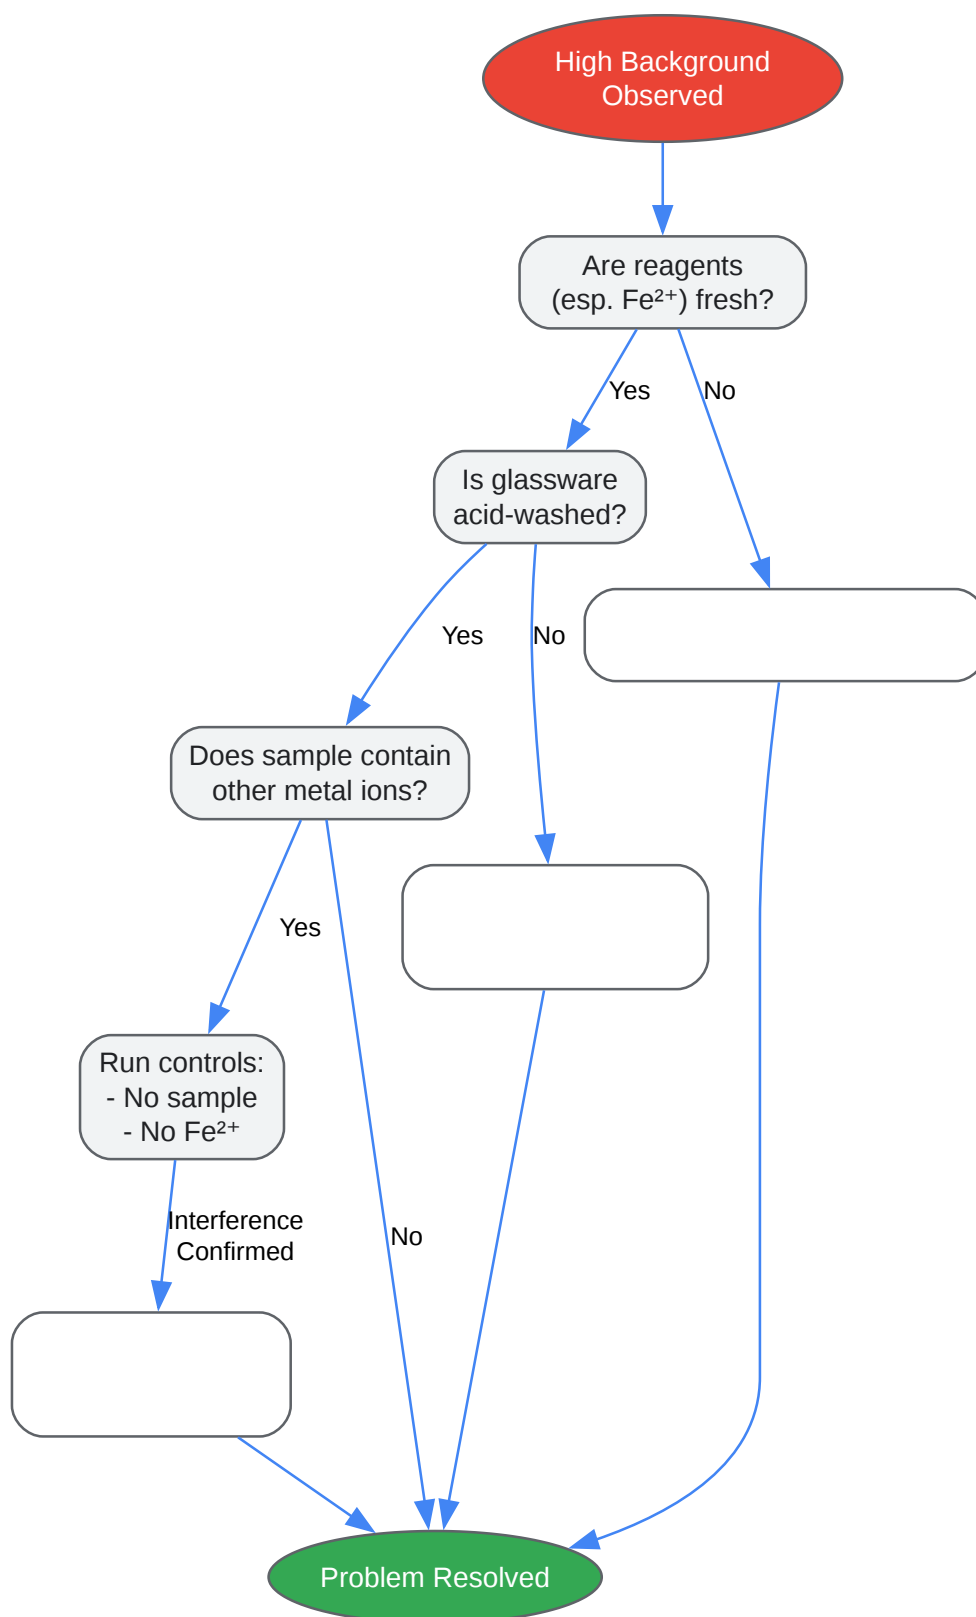 High Background
Observed
Are reagents
(esp. Fe²⁺) fresh?
Yes
No
Is glassware
acid-washed?
Yes
No
Does sample contain
other metal ions?
Yes
Run controls:
- No sample
- No Fe²⁺
Interference
Confirmed
No
Problem Resolved